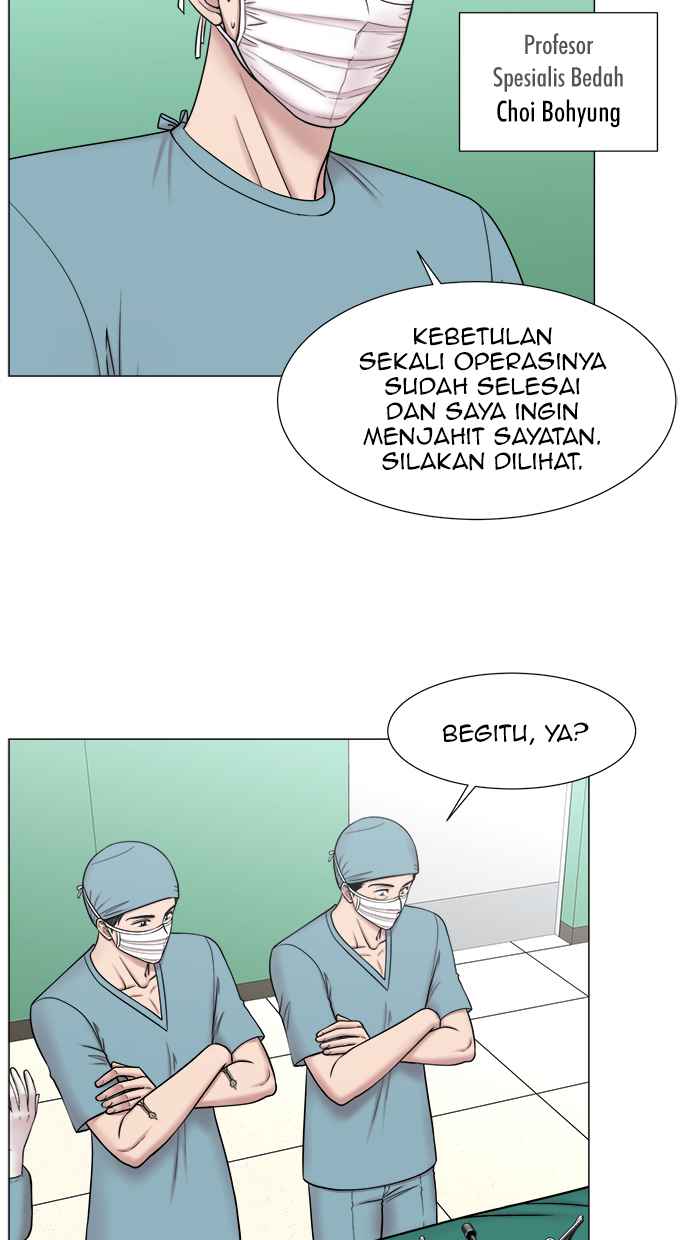 Profesor
Spesialis Bedah
Choi Bohyung
KEBETULAN
SEKALI OPERASINYA
SUDAH SELESAI
DAN SAYA INGIN
MENJAHIT SAYATAN.
SILAKAN DILIHAT.
BEGITU, YA?